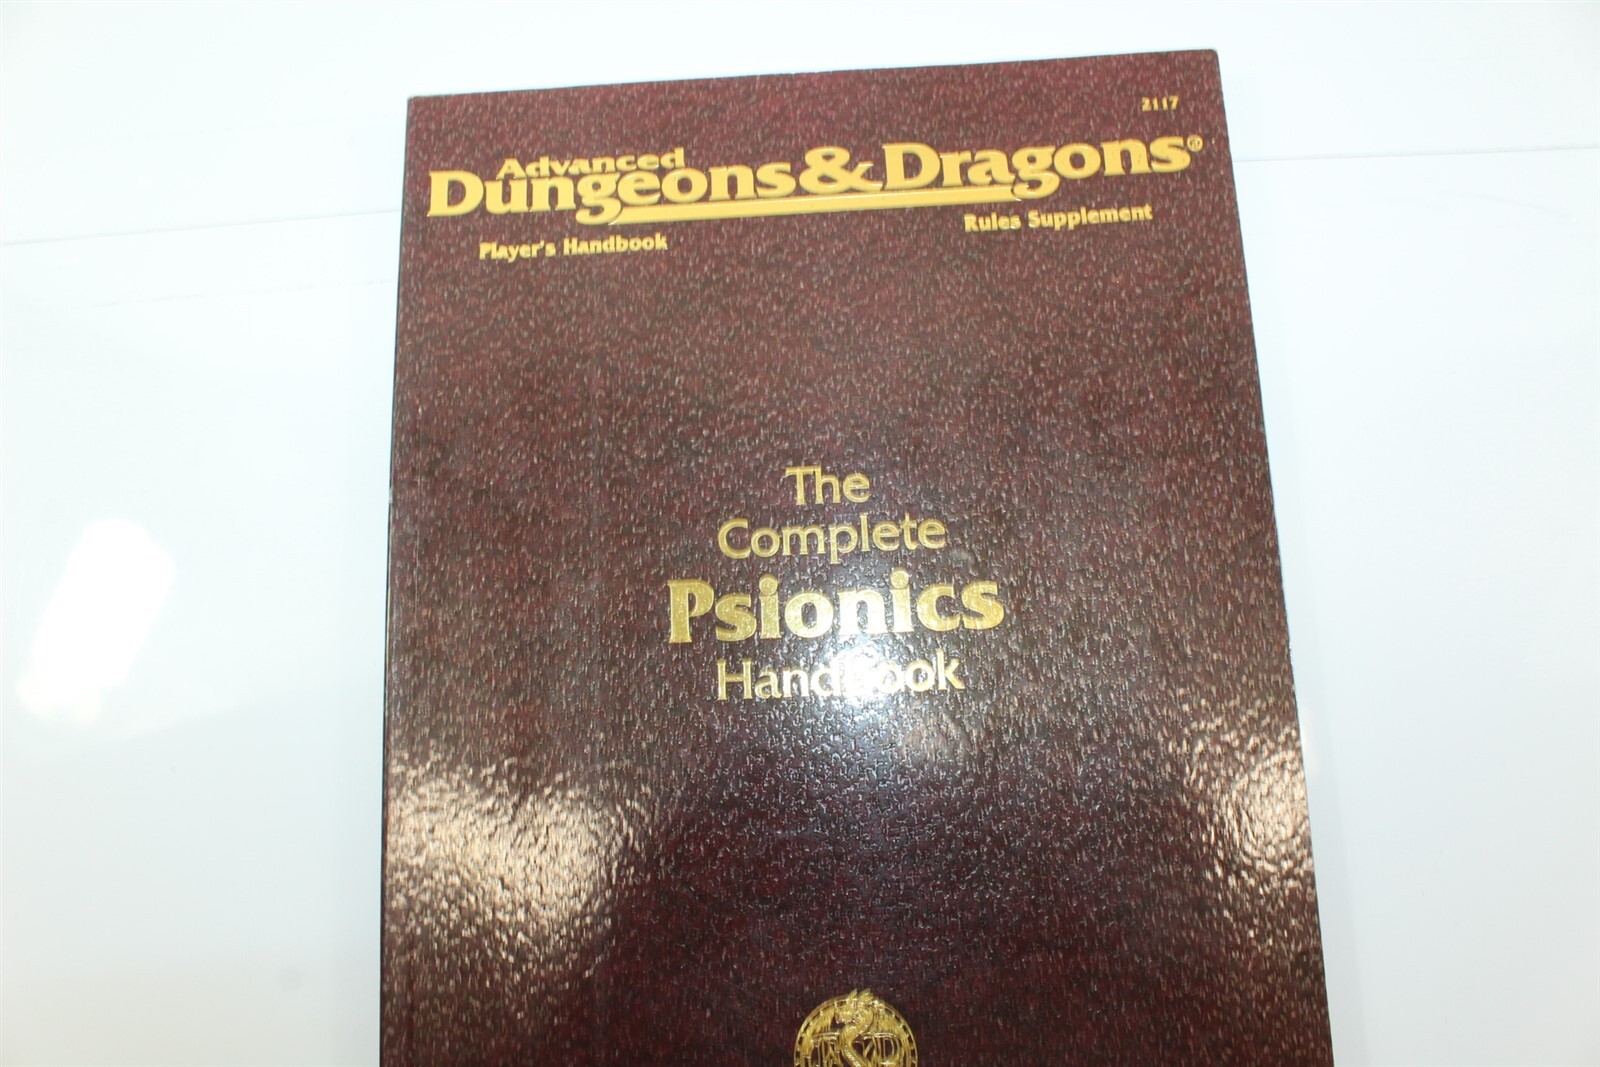 2117
Advanced
Dungeons & Dragons®
Player's Handbook
Rules Supplement
The
Complete
Psionics
Handbook